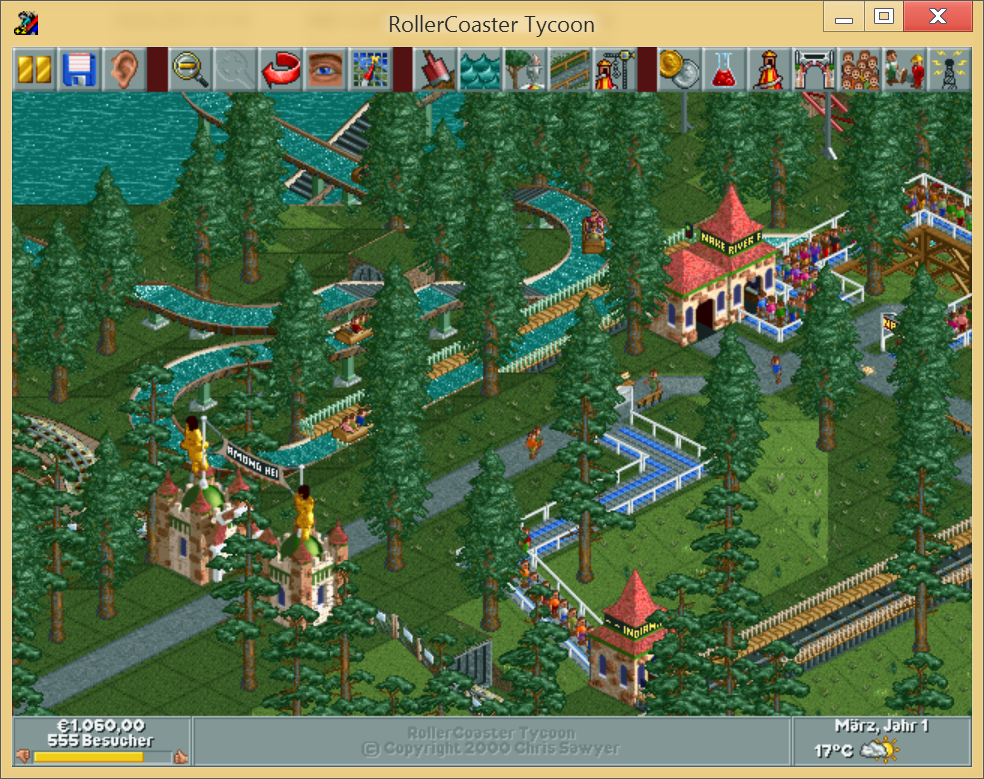 RollerCoaster Tycoon
NAKE RIVER F
NA
AMONG HEI
INDIAN
€1.060,00
555 Besucher
RollerCoaster Tycoon
© Copyright 2000 Chris Sawyer
März, Jahr 1
17°C